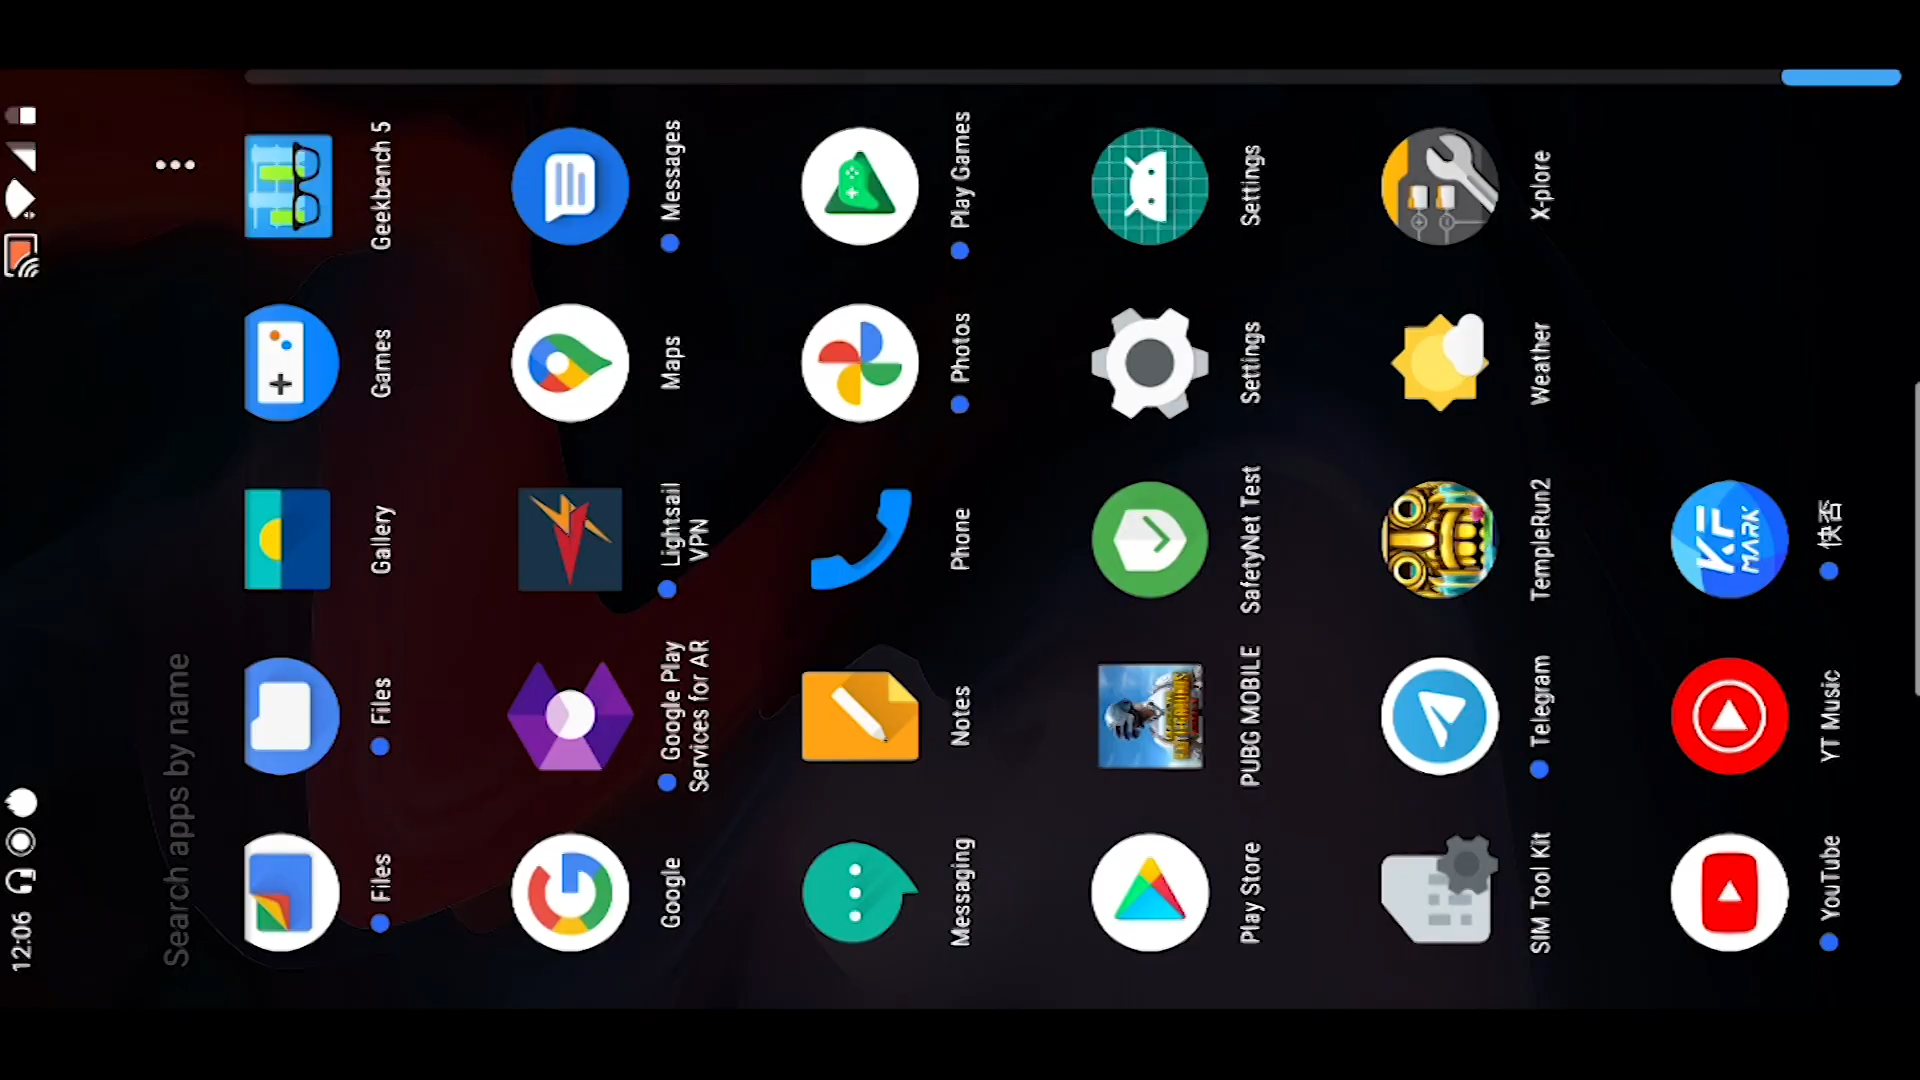 12:06
Search apps by name
Files
Files
Gallery
Games
Geekbench 5
Google
Google Play
Services for AR
Lightsail
VPN
Maps
Messages
Messaging
Notes
Phone
Photos
Play Games
Play Store
PUBG MOBILE
SafetyNet Test
Settings
Settings
SIM Tool Kit
Telegram
TempleRun2
Weather
X-plore
YouTube
YT Music
KF
MARK
快否